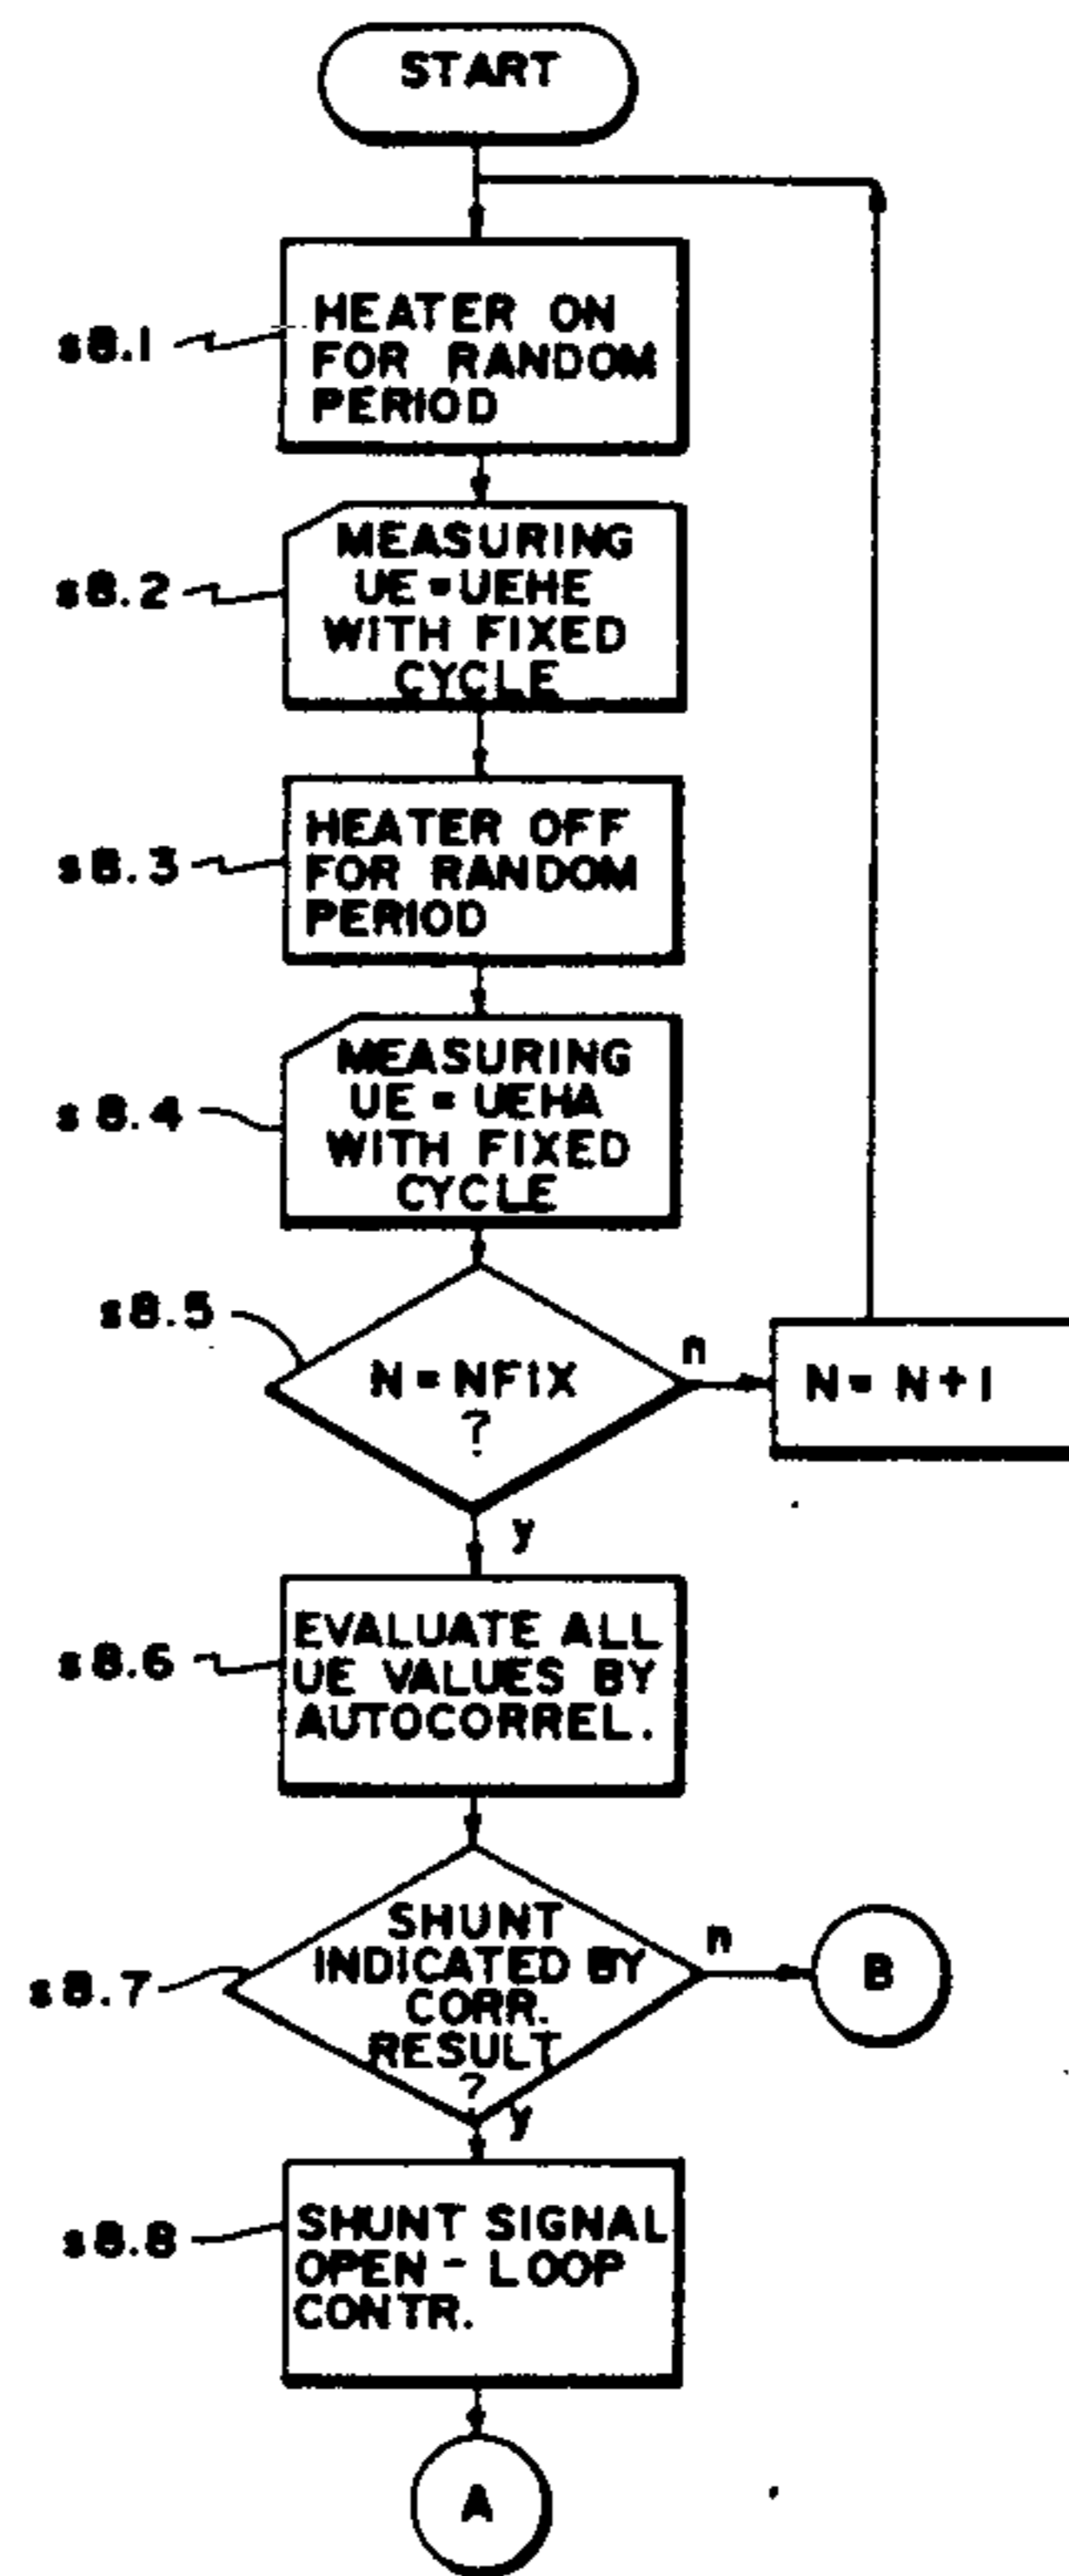 START
s8.1
HEATER ON
FOR RANDOM
PERIOD
s8.2
MEASURING
UE = UEHE
WITH FIXED
CYCLE
s8.3
HEATER OFF
FOR RANDOM
PERIOD
s8.4
MEASURING
UE = UEHA
WITH FIXED
CYCLE
s8.5
N = NFIX
?
n
N = N + 1
y
s8.6
EVALUATE ALL
UE VALUES BY
AUTOCORREL.
s8.7
SHUNT
INDICATED BY
CORR.
RESULT
?
n
B
y
s8.8
SHUNT SIGNAL
OPEN - LOOP
CONTR.
A